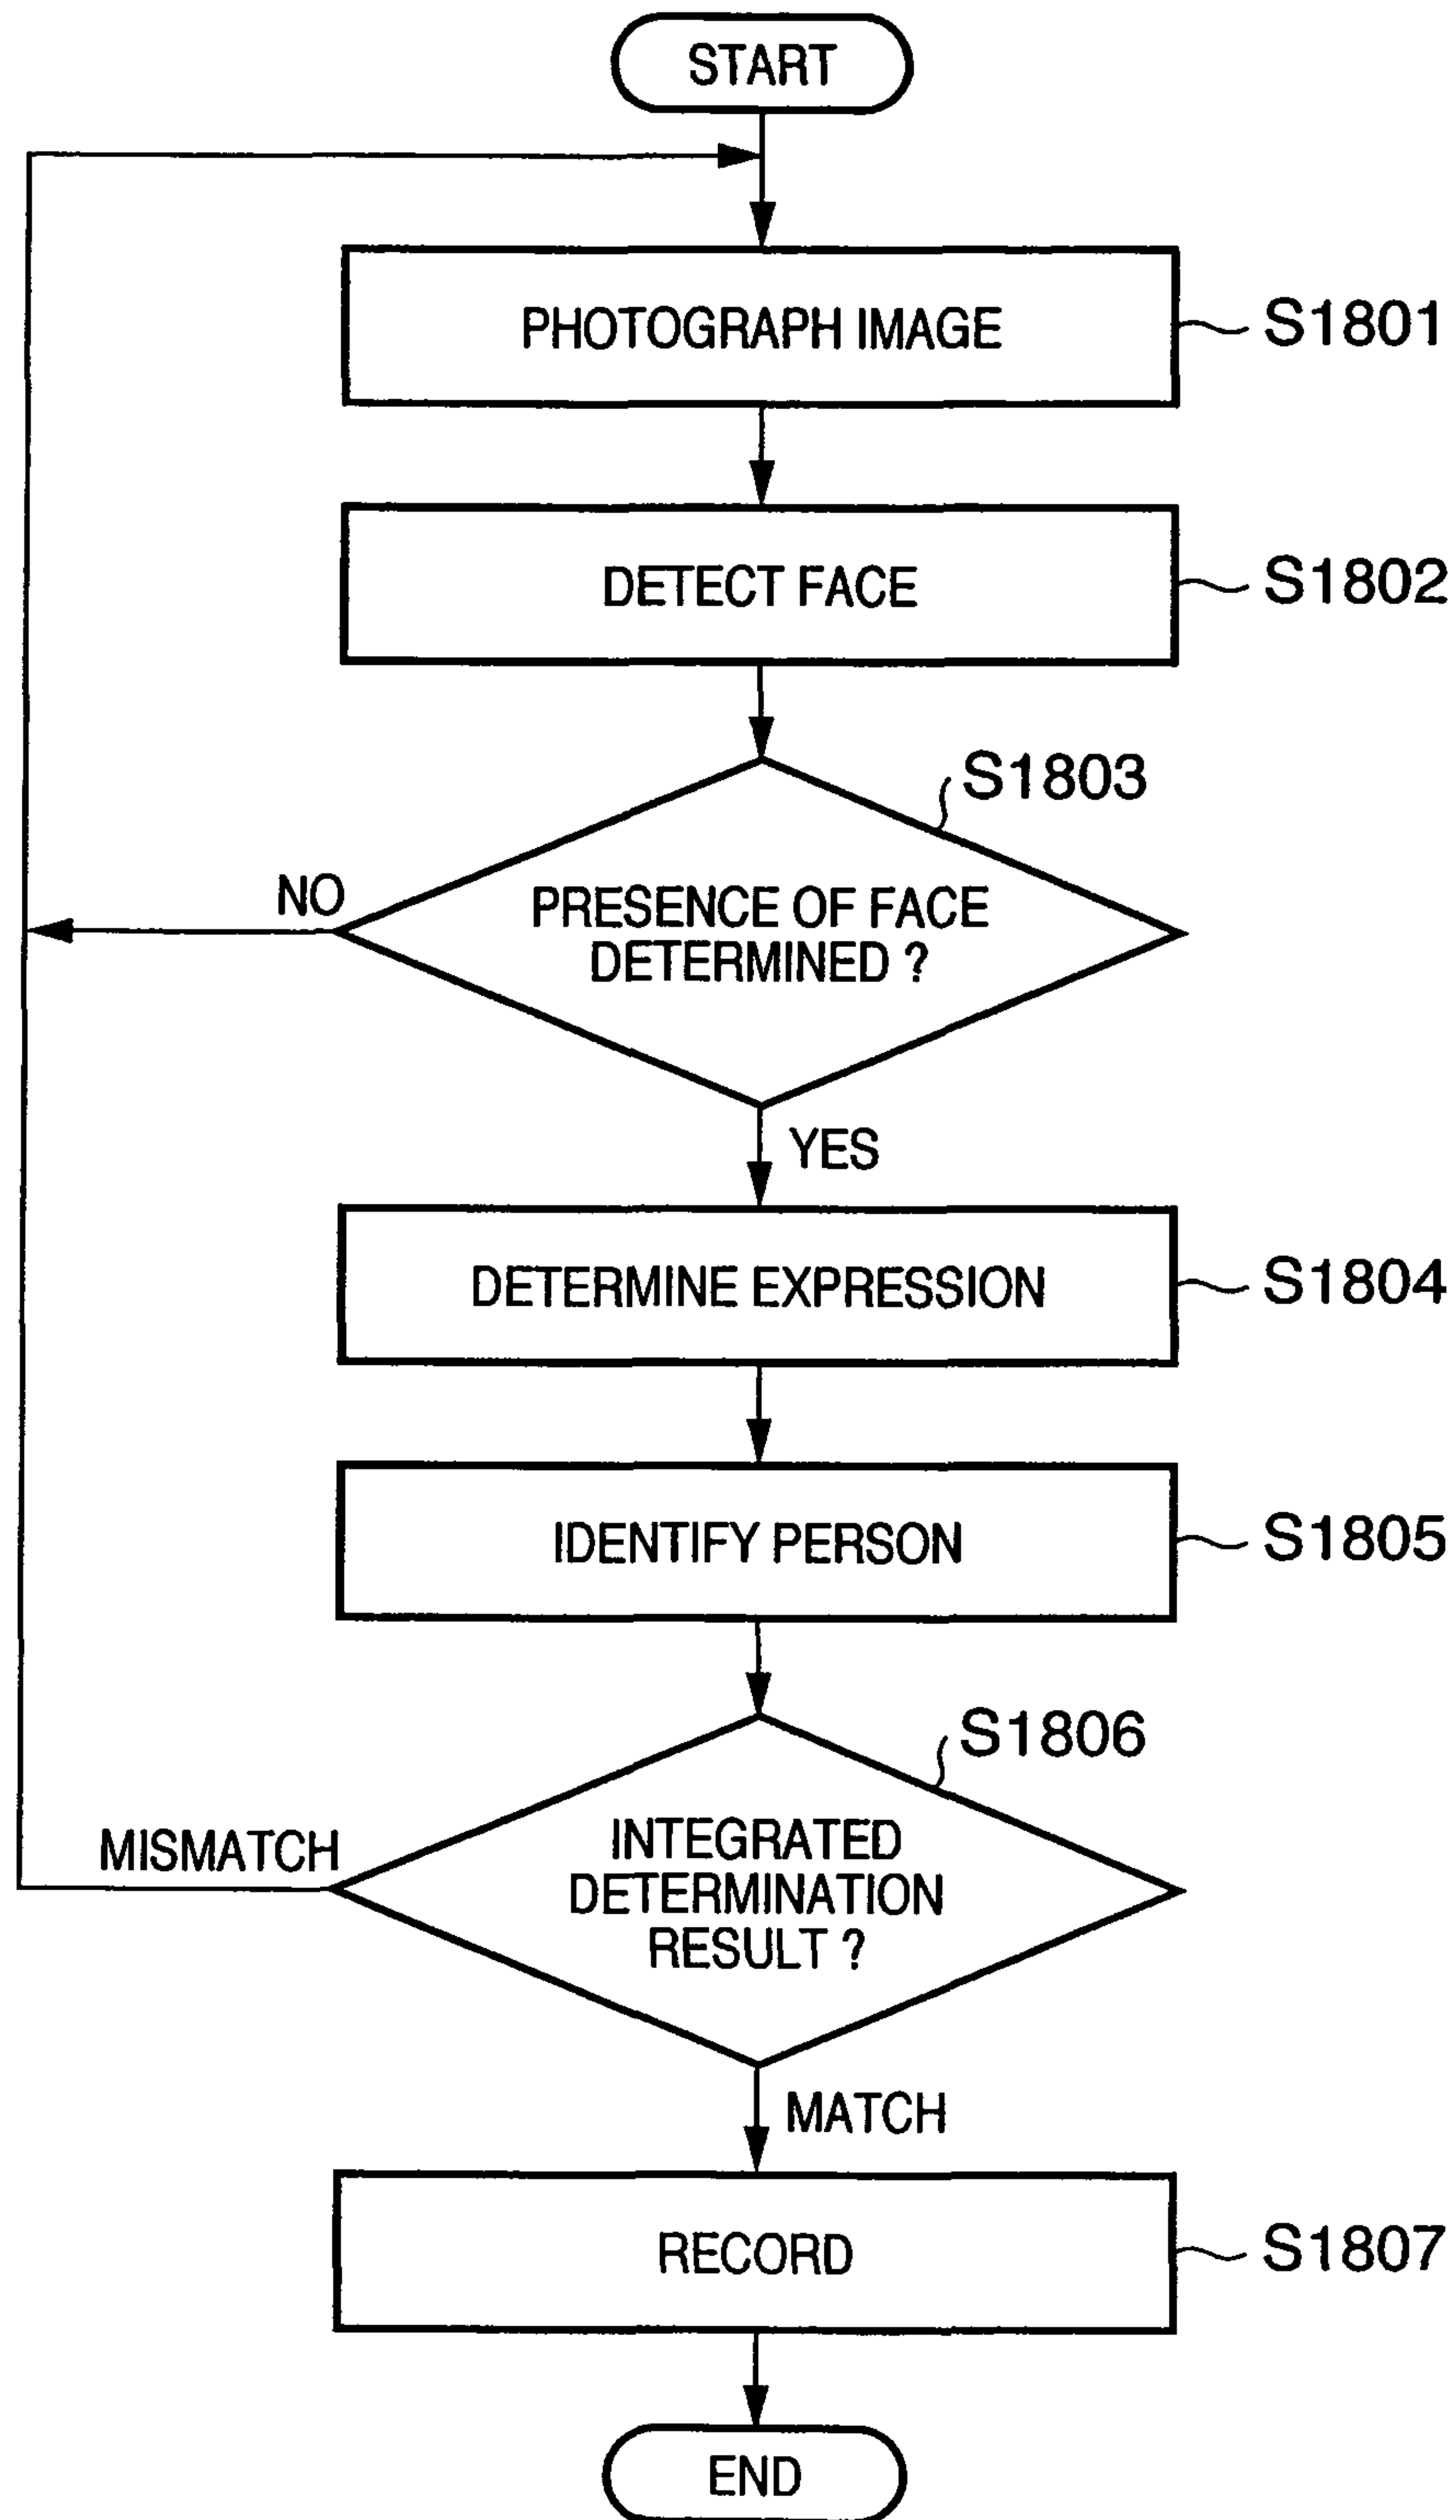 START
PHOTOGRAPH IMAGE
S1801
DETECT FACE
S1802
S1803
NO
PRESENCE OF FACE
DETERMINED ?
YES
DETERMINE EXPRESSION
S1804
IDENTIFY PERSON
S1805
S1806
MISMATCH
INTEGRATED
DETERMINATION
RESULT ?
MATCH
RECORD
S1807
END